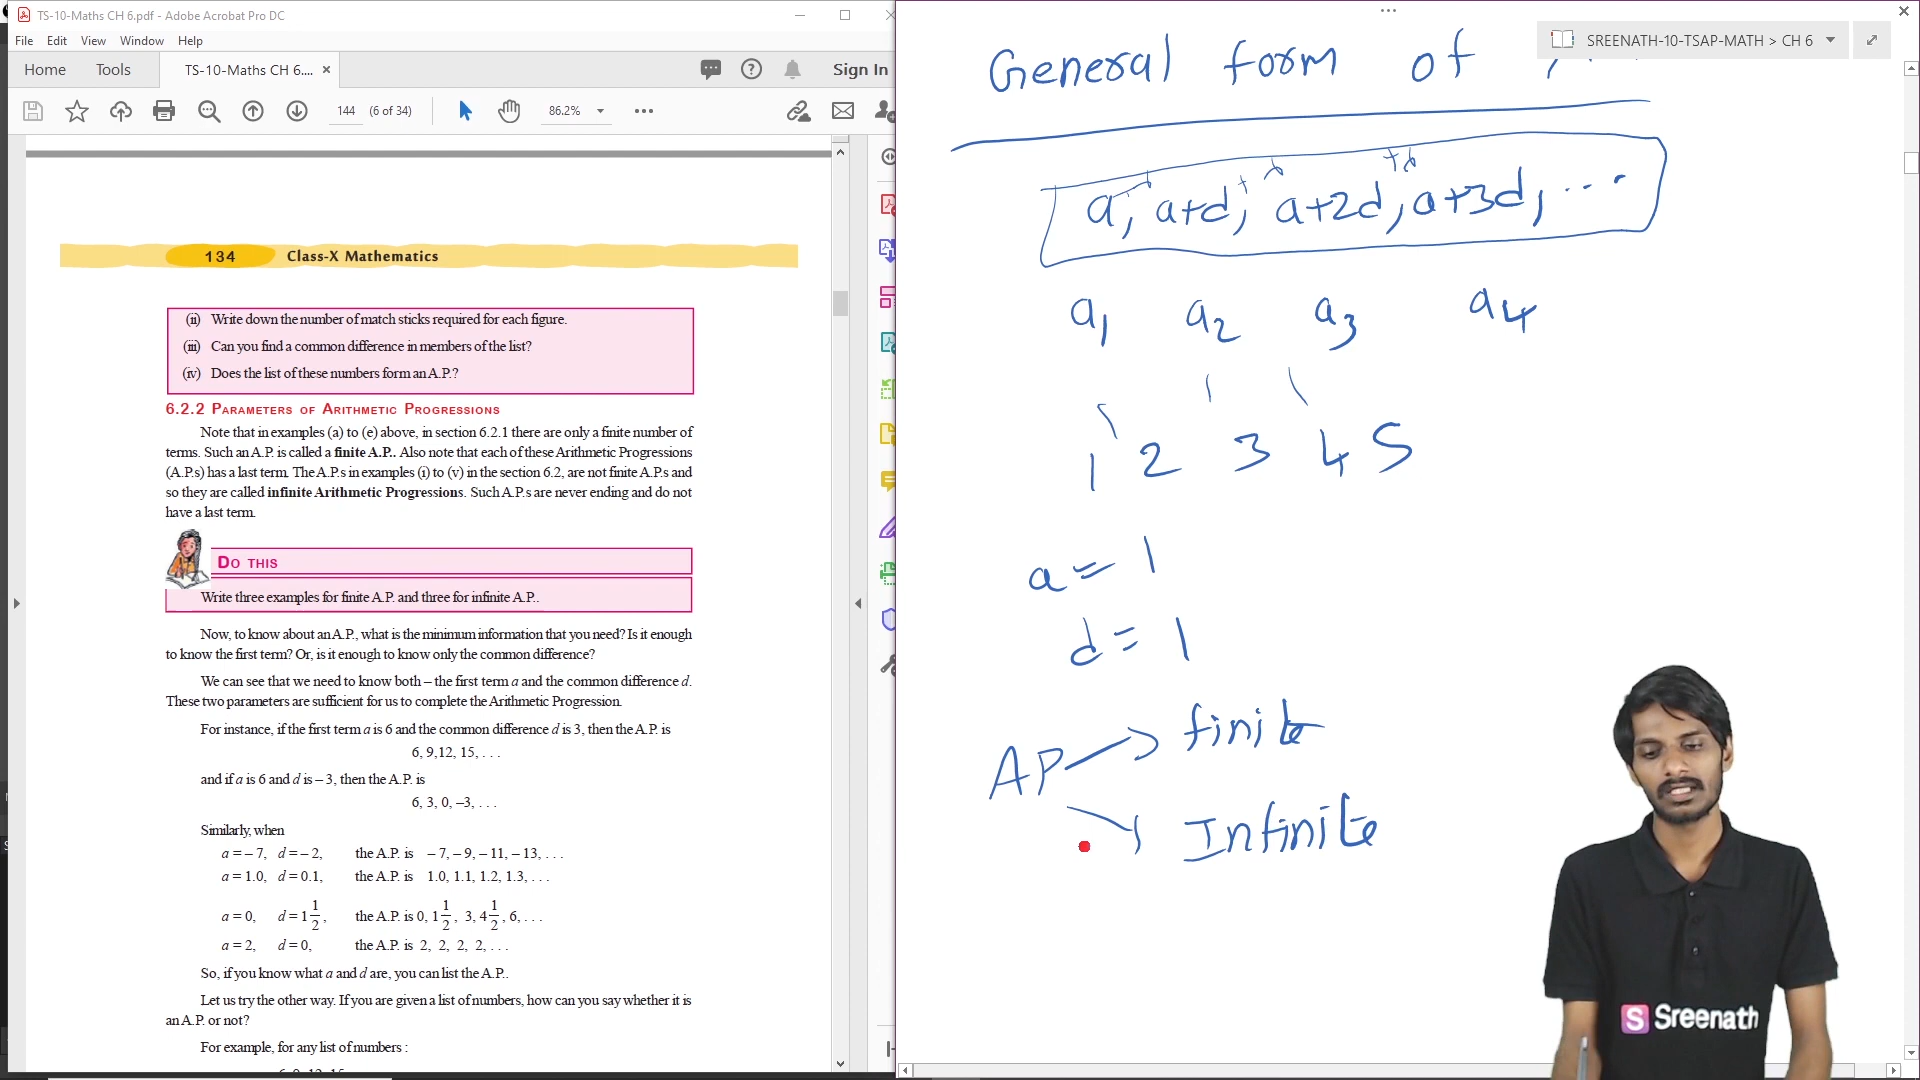 TS-10-Maths CH 6.pdf - Adobe Acrobat Pro DC
File Edit View Window Help
Home Tools TS-10-Maths CH 6.... × Sign In
144 (6 of 34) 86.2%
134 Class-X Mathematics
(ii) Write down the number of match sticks required for each figure.
(iii) Can you find a common difference in members of the list?
(iv) Does the list of these numbers form an A.P.?
6.2.2 PARAMETERS OF ARITHMETIC PROGRESSIONS
Note that in examples (a) to (e) above, in section 6.2.1 there are only a finite number of
terms. Such an A.P. is called a finite A.P.. Also note that each of these Arithmetic Progressions
(A.P.s) has a last term. The A.P.s in examples (i) to (v) in the section 6.2, are not finite A.P.s and
so they are called infinite Arithmetic Progressions. Such A.P.s are never ending and do not
have a last term.
DO THIS
Write three examples for finite A.P. and three for infinite A.P..
Now, to know about an A.P., what is the minimum information that you need? Is it enough
to know the first term? Or, is it enough to know only the common difference?
We can see that we need to know both – the first term a and the common difference d.
These two parameters are sufficient for us to complete the Arithmetic Progression.
For instance, if the first term a is 6 and the common difference d is 3, then the A.P. is
6, 9,12, 15, . . .
and if a is 6 and d is – 3, then the A.P. is
6, 3, 0, –3, . . .
Similarly, when
a = – 7, d = – 2, the A.P. is – 7, – 9, – 11, – 13, . . .
a = 1.0, d = 0.1, the A.P. is 1.0, 1.1, 1.2, 1.3, . . .
a = 0, d = 1 1/2, the A.P. is 0, 1 1/2, 3, 4 1/2, 6, . . .
a = 2, d = 0, the A.P. is 2, 2, 2, 2, . . .
So, if you know what a and d are, you can list the A.P..
Let us try the other way. If you are given a list of numbers, how can you say whether it is
an A.P. or not?
For example, for any list of numbers :
SREENATH-10-TSAP-MATH > CH 6
General form of
+d
a, a+d, a+2d, a+3d, ...
a1 a2 a3 a4
1 2 3 4 5
a = 1
d = 1
AP finite
Infinite
S Sreenath